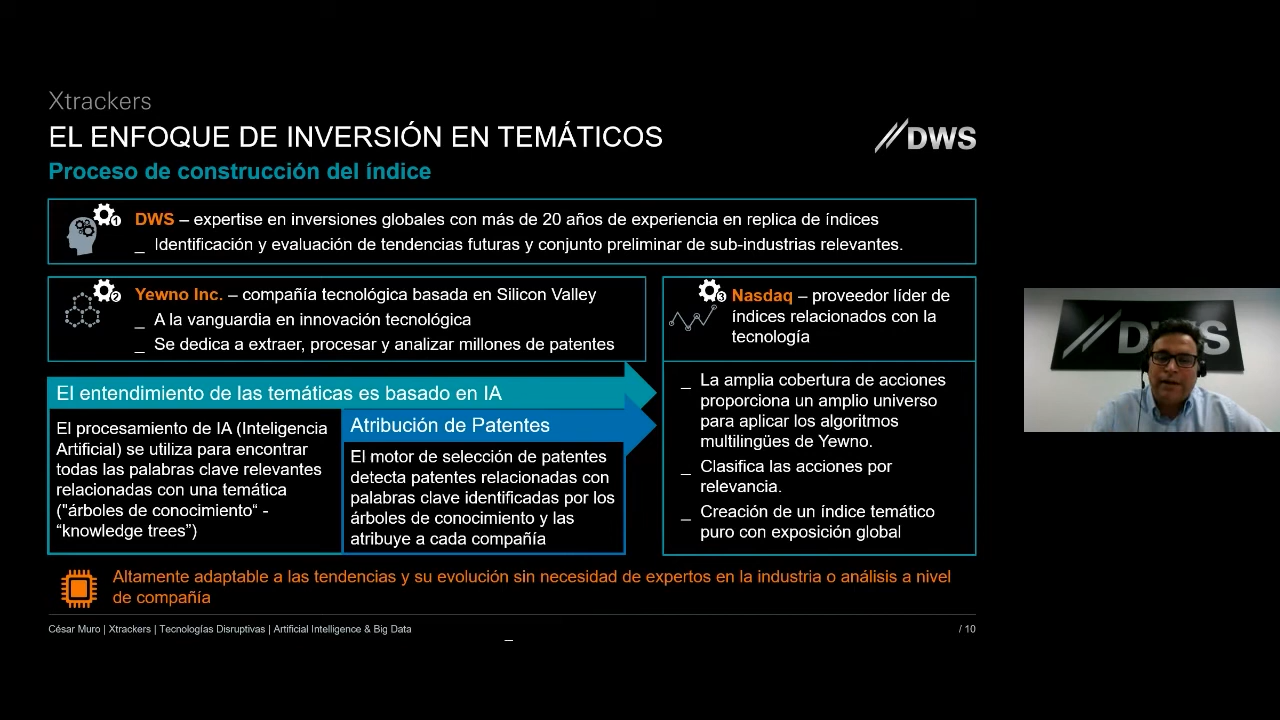 Xtrackers
EL ENFOQUE DE INVERSIÓN EN TEMÁTICOS
DWS
Proceso de construcción del índice
1
DWS – expertise en inversiones globales con más de 20 años de experiencia en replica de índices
_ Identificación y evaluación de tendencias futuras y conjunto preliminar de sub-industrias relevantes.
2
Yewno Inc. – compañía tecnológica basada en Silicon Valley
_ A la vanguardia en innovación tecnológica
_ Se dedica a extraer, procesar y analizar millones de patentes
3
Nasdaq – proveedor líder de
índices relacionados con la
tecnología
El entendimiento de las temáticas es basado en IA
El procesamiento de IA (Inteligencia
Artificial) se utiliza para encontrar
todas las palabras clave relevantes
relacionadas con una temática
("árboles de conocimiento“ -
“knowledge trees”)
Atribución de Patentes
El motor de selección de patentes
detecta patentes relacionadas con
palabras clave identificadas por los
árboles de conocimiento y las
atribuye a cada compañía
_ La amplia cobertura de acciones
proporciona un amplio universo
para aplicar los algoritmos
multilingües de Yewno.
_ Clasifica las acciones por
relevancia.
_ Creación de un índice temático
puro con exposición global
Altamente adaptable a las tendencias y su evolución sin necesidad de expertos en la industria o análisis a nivel
de compañía
César Muro | Xtrackers | Tecnologías Disruptivas | Artificial Intelligence & Big Data
_
/ 10
DWS